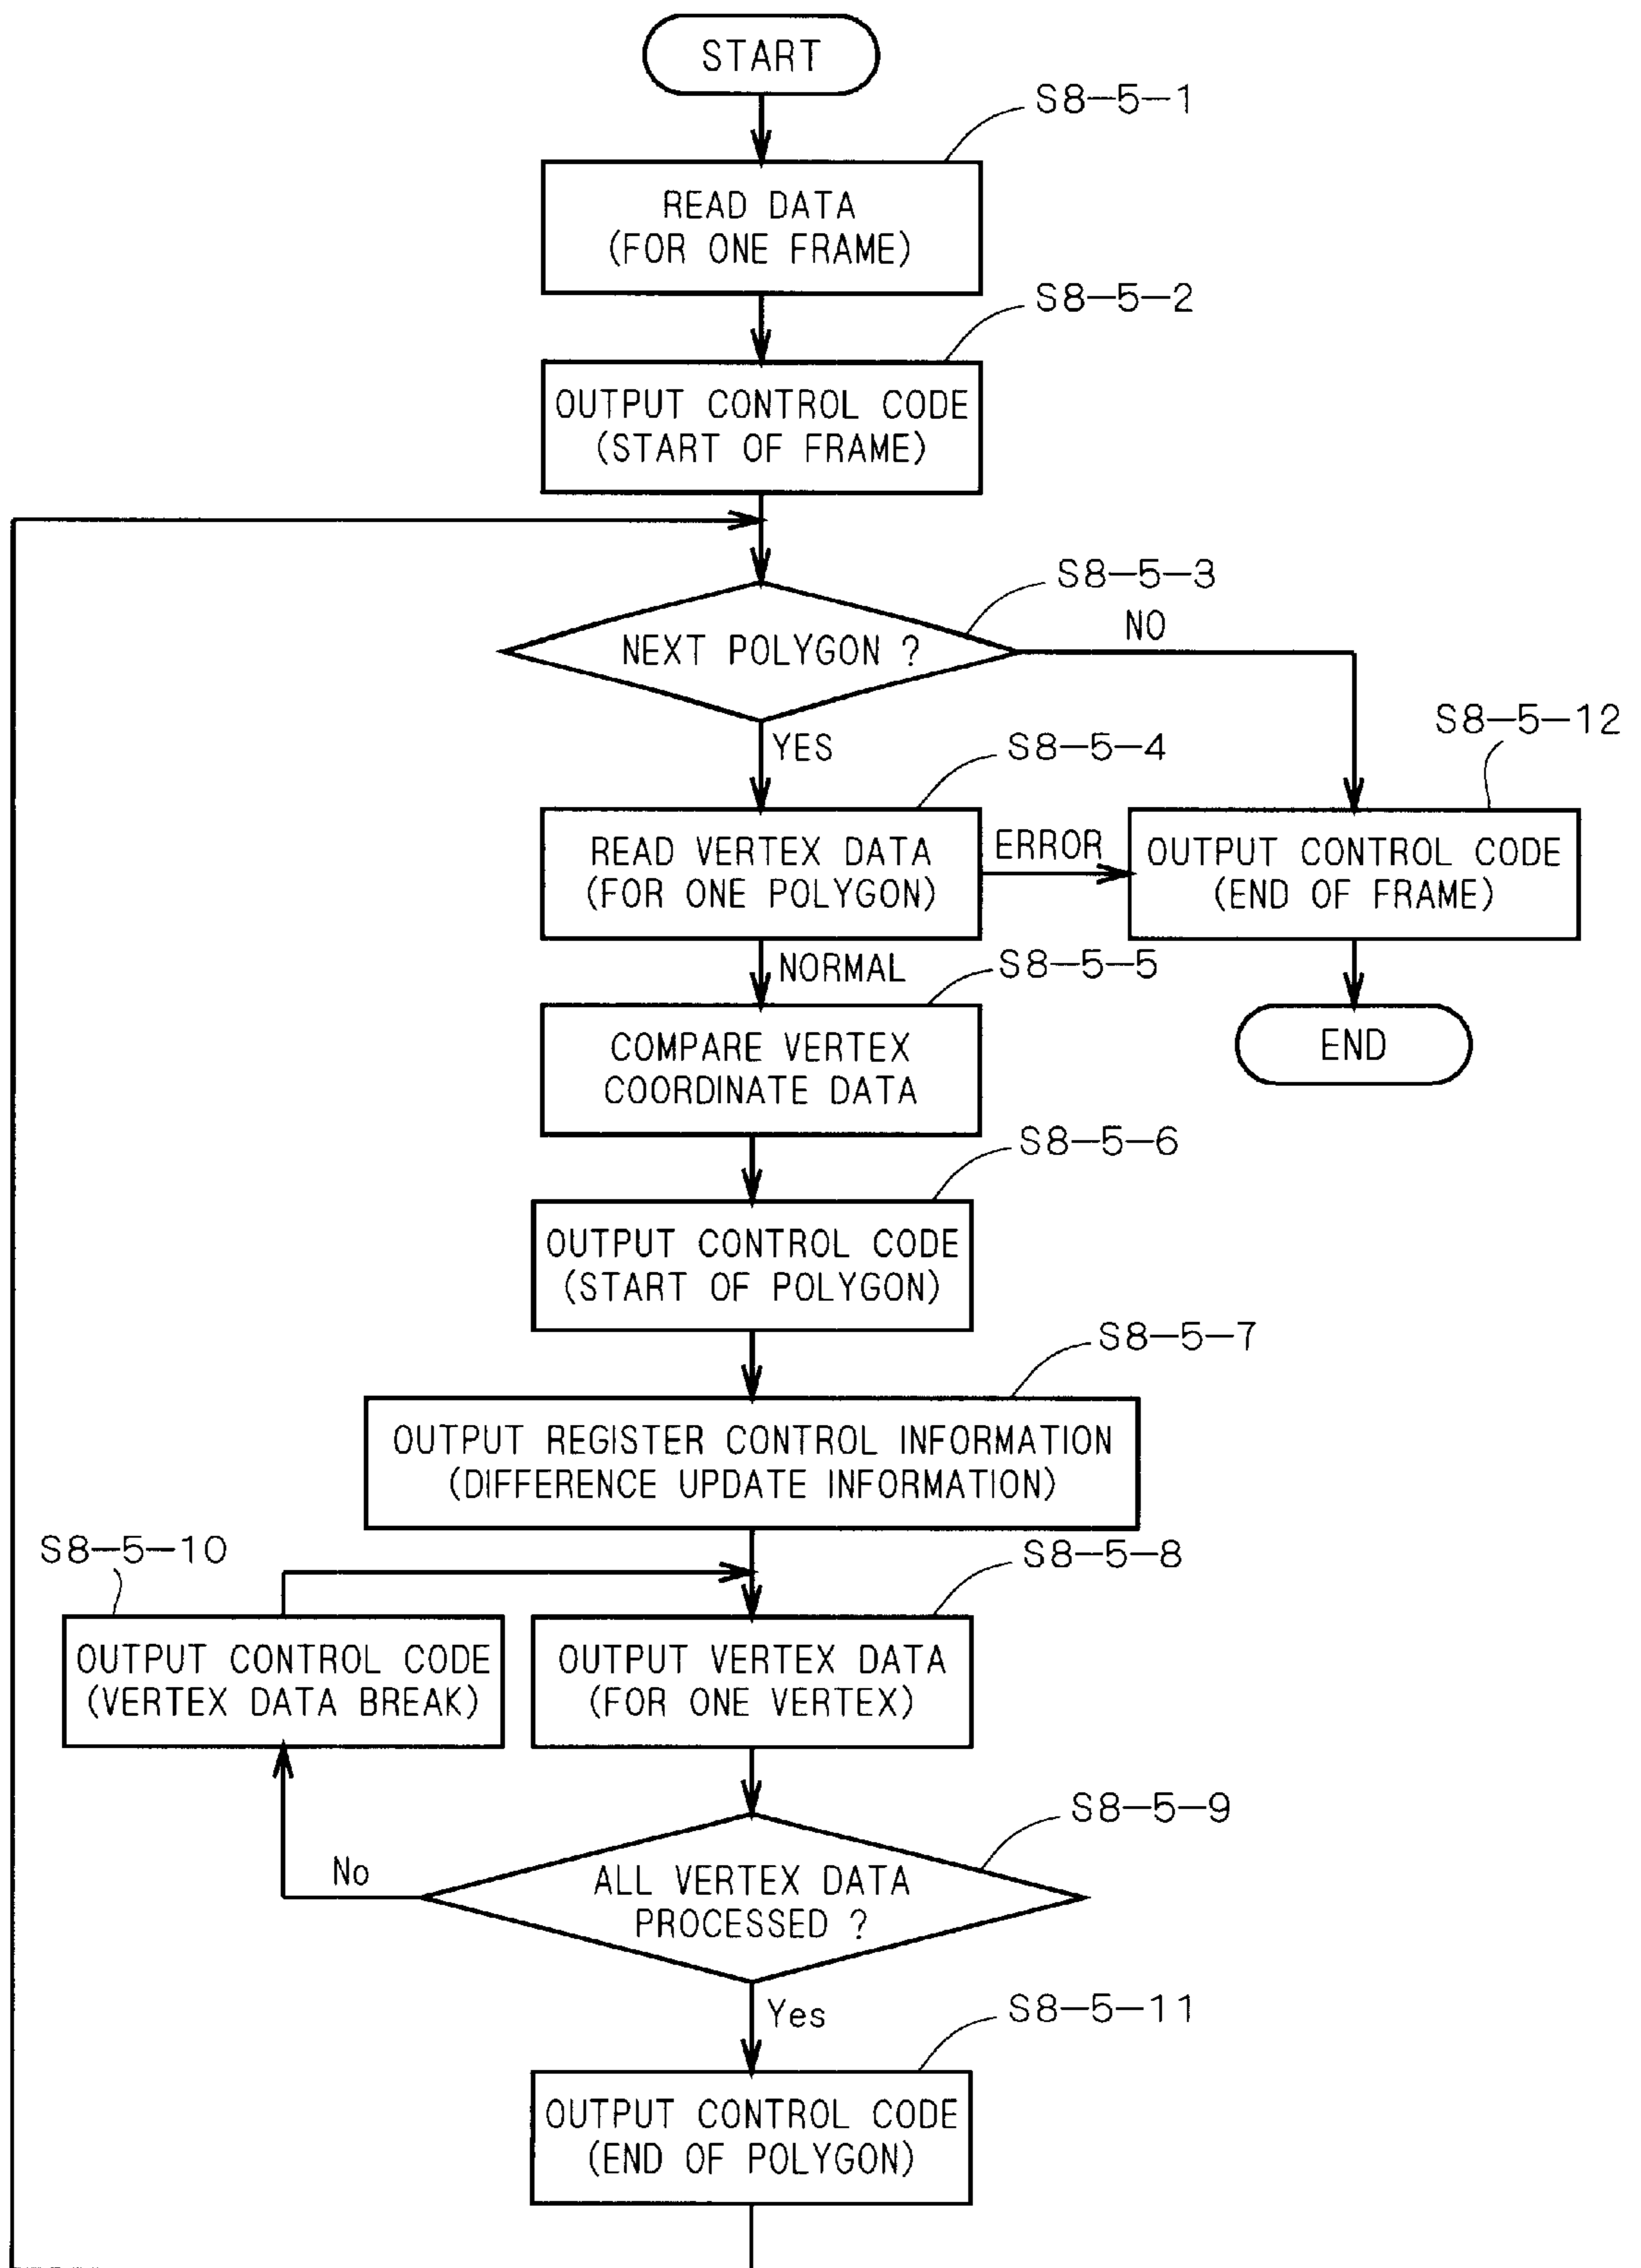 START
S8-5-1
READ DATA
(FOR ONE FRAME)
S8-5-2
OUTPUT CONTROL CODE
(START OF FRAME)
S8-5-3
NEXT POLYGON ?
NO
YES
S8-5-4
S8-5-12
READ VERTEX DATA
(FOR ONE POLYGON)
ERROR
OUTPUT CONTROL CODE
(END OF FRAME)
NORMAL
S8-5-5
COMPARE VERTEX
COORDINATE DATA
END
S8-5-6
OUTPUT CONTROL CODE
(START OF POLYGON)
S8-5-7
OUTPUT REGISTER CONTROL INFORMATION
(DIFFERENCE UPDATE INFORMATION)
S8-5-10
S8-5-8
OUTPUT CONTROL CODE
(VERTEX DATA BREAK)
OUTPUT VERTEX DATA
(FOR ONE VERTEX)
S8-5-9
No
ALL VERTEX DATA
PROCESSED ?
Yes
S8-5-11
OUTPUT CONTROL CODE
(END OF POLYGON)